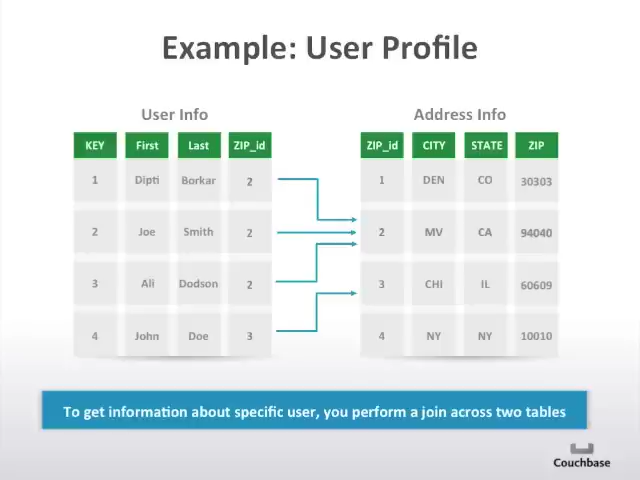 Example: User Profile
User Info
KEY First Last ZIP_id
1 Dipti Borkar 2
2 Joe Smith 2
3 Ali Dodson 2
4 John Doe 3
Address Info
ZIP_id CITY STATE ZIP
1 DEN CO 30303
2 MV CA 94040
3 CHI IL 60609
4 NY NY 10010
To get information about specific user, you perform a join across two tables
Couchbase